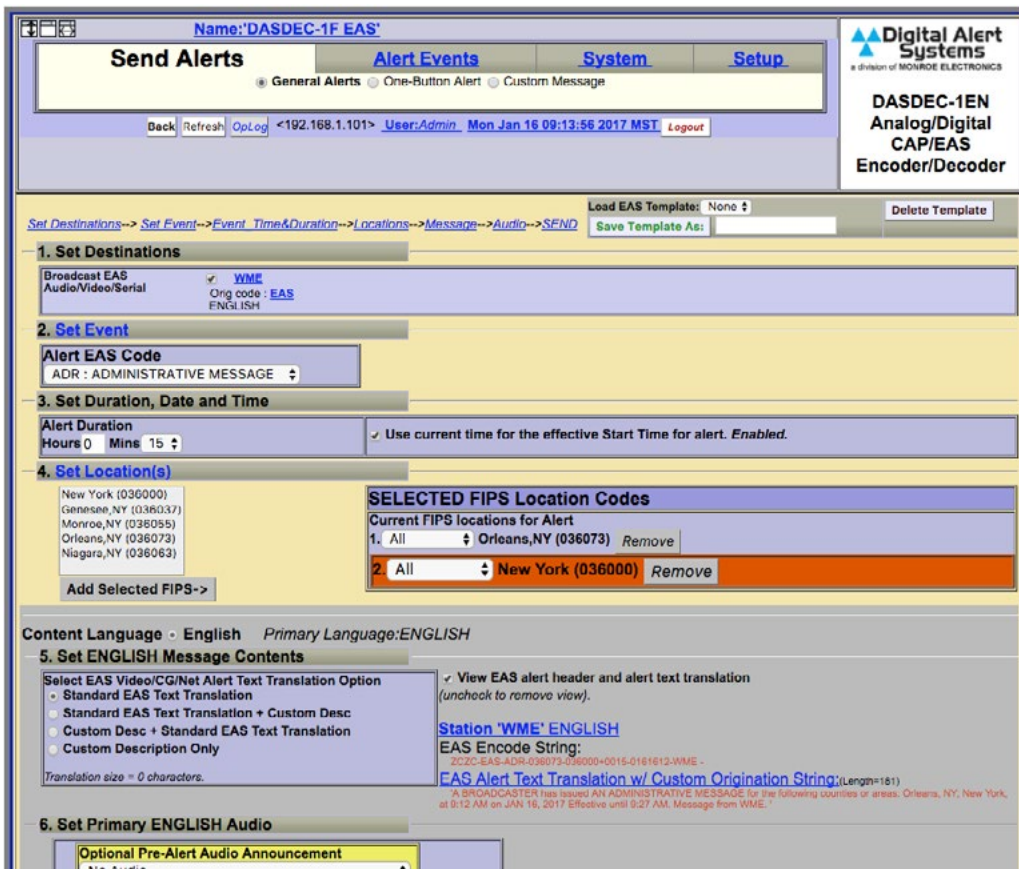 Name:'DASDEC-1F EAS'
Send Alerts
Alert Events
System
Setup
General Alerts One-Button Alert Custom Message
Back Refresh OpLog <192.168.1.101> User:Admin Mon Jan 16 09:13:56 2017 MST Logout
Digital Alert
Systems
a division of MONROE ELECTRONICS
DASDEC-1EN
Analog/Digital
CAP/EAS
Encoder/Decoder
Set Destinations--> Set Event-->Event Time&Duration-->Locations-->Message-->Audio-->SEND
Load EAS Template: None
Save Template As:
Delete Template
1. Set Destinations
Broadcast EAS
Audio/Video/Serial
WME
Orig code : EAS
ENGLISH
2. Set Event
Alert EAS Code
ADR : ADMINISTRATIVE MESSAGE
3. Set Duration, Date and Time
Alert Duration
Hours 0 Mins 15
Use current time for the effective Start Time for alert. Enabled.
4. Set Location(s)
New York (036000)
Genesee,NY (036037)
Monroe,NY (036055)
Orleans,NY (036073)
Niagara,NY (036063)
Add Selected FIPS->
SELECTED FIPS Location Codes
Current FIPS locations for Alert
1. All Orleans,NY (036073) Remove
2. All New York (036000) Remove
Content Language English Primary Language:ENGLISH
5. Set ENGLISH Message Contents
Select EAS Video/CG/Net Alert Text Translation Option
Standard EAS Text Translation
Standard EAS Text Translation + Custom Desc
Custom Desc + Standard EAS Text Translation
Custom Description Only
Translation size = 0 characters.
View EAS alert header and alert text translation
(uncheck to remove view).
Station 'WME' ENGLISH
EAS Encode String:
ZCZC-EAS-ADR-036073-036000+0015-0161612-WME -
EAS Alert Text Translation w/ Custom Origination String:(Length=181)
'A BROADCASTER has issued AN ADMINISTRATIVE MESSAGE for the following counties or areas: Orleans, NY, New York,
at 9:12 AM on JAN 16, 2017 Effective until 9:27 AM. Message from WME. '
6. Set Primary ENGLISH Audio
Optional Pre-Alert Audio Announcement
No Audio